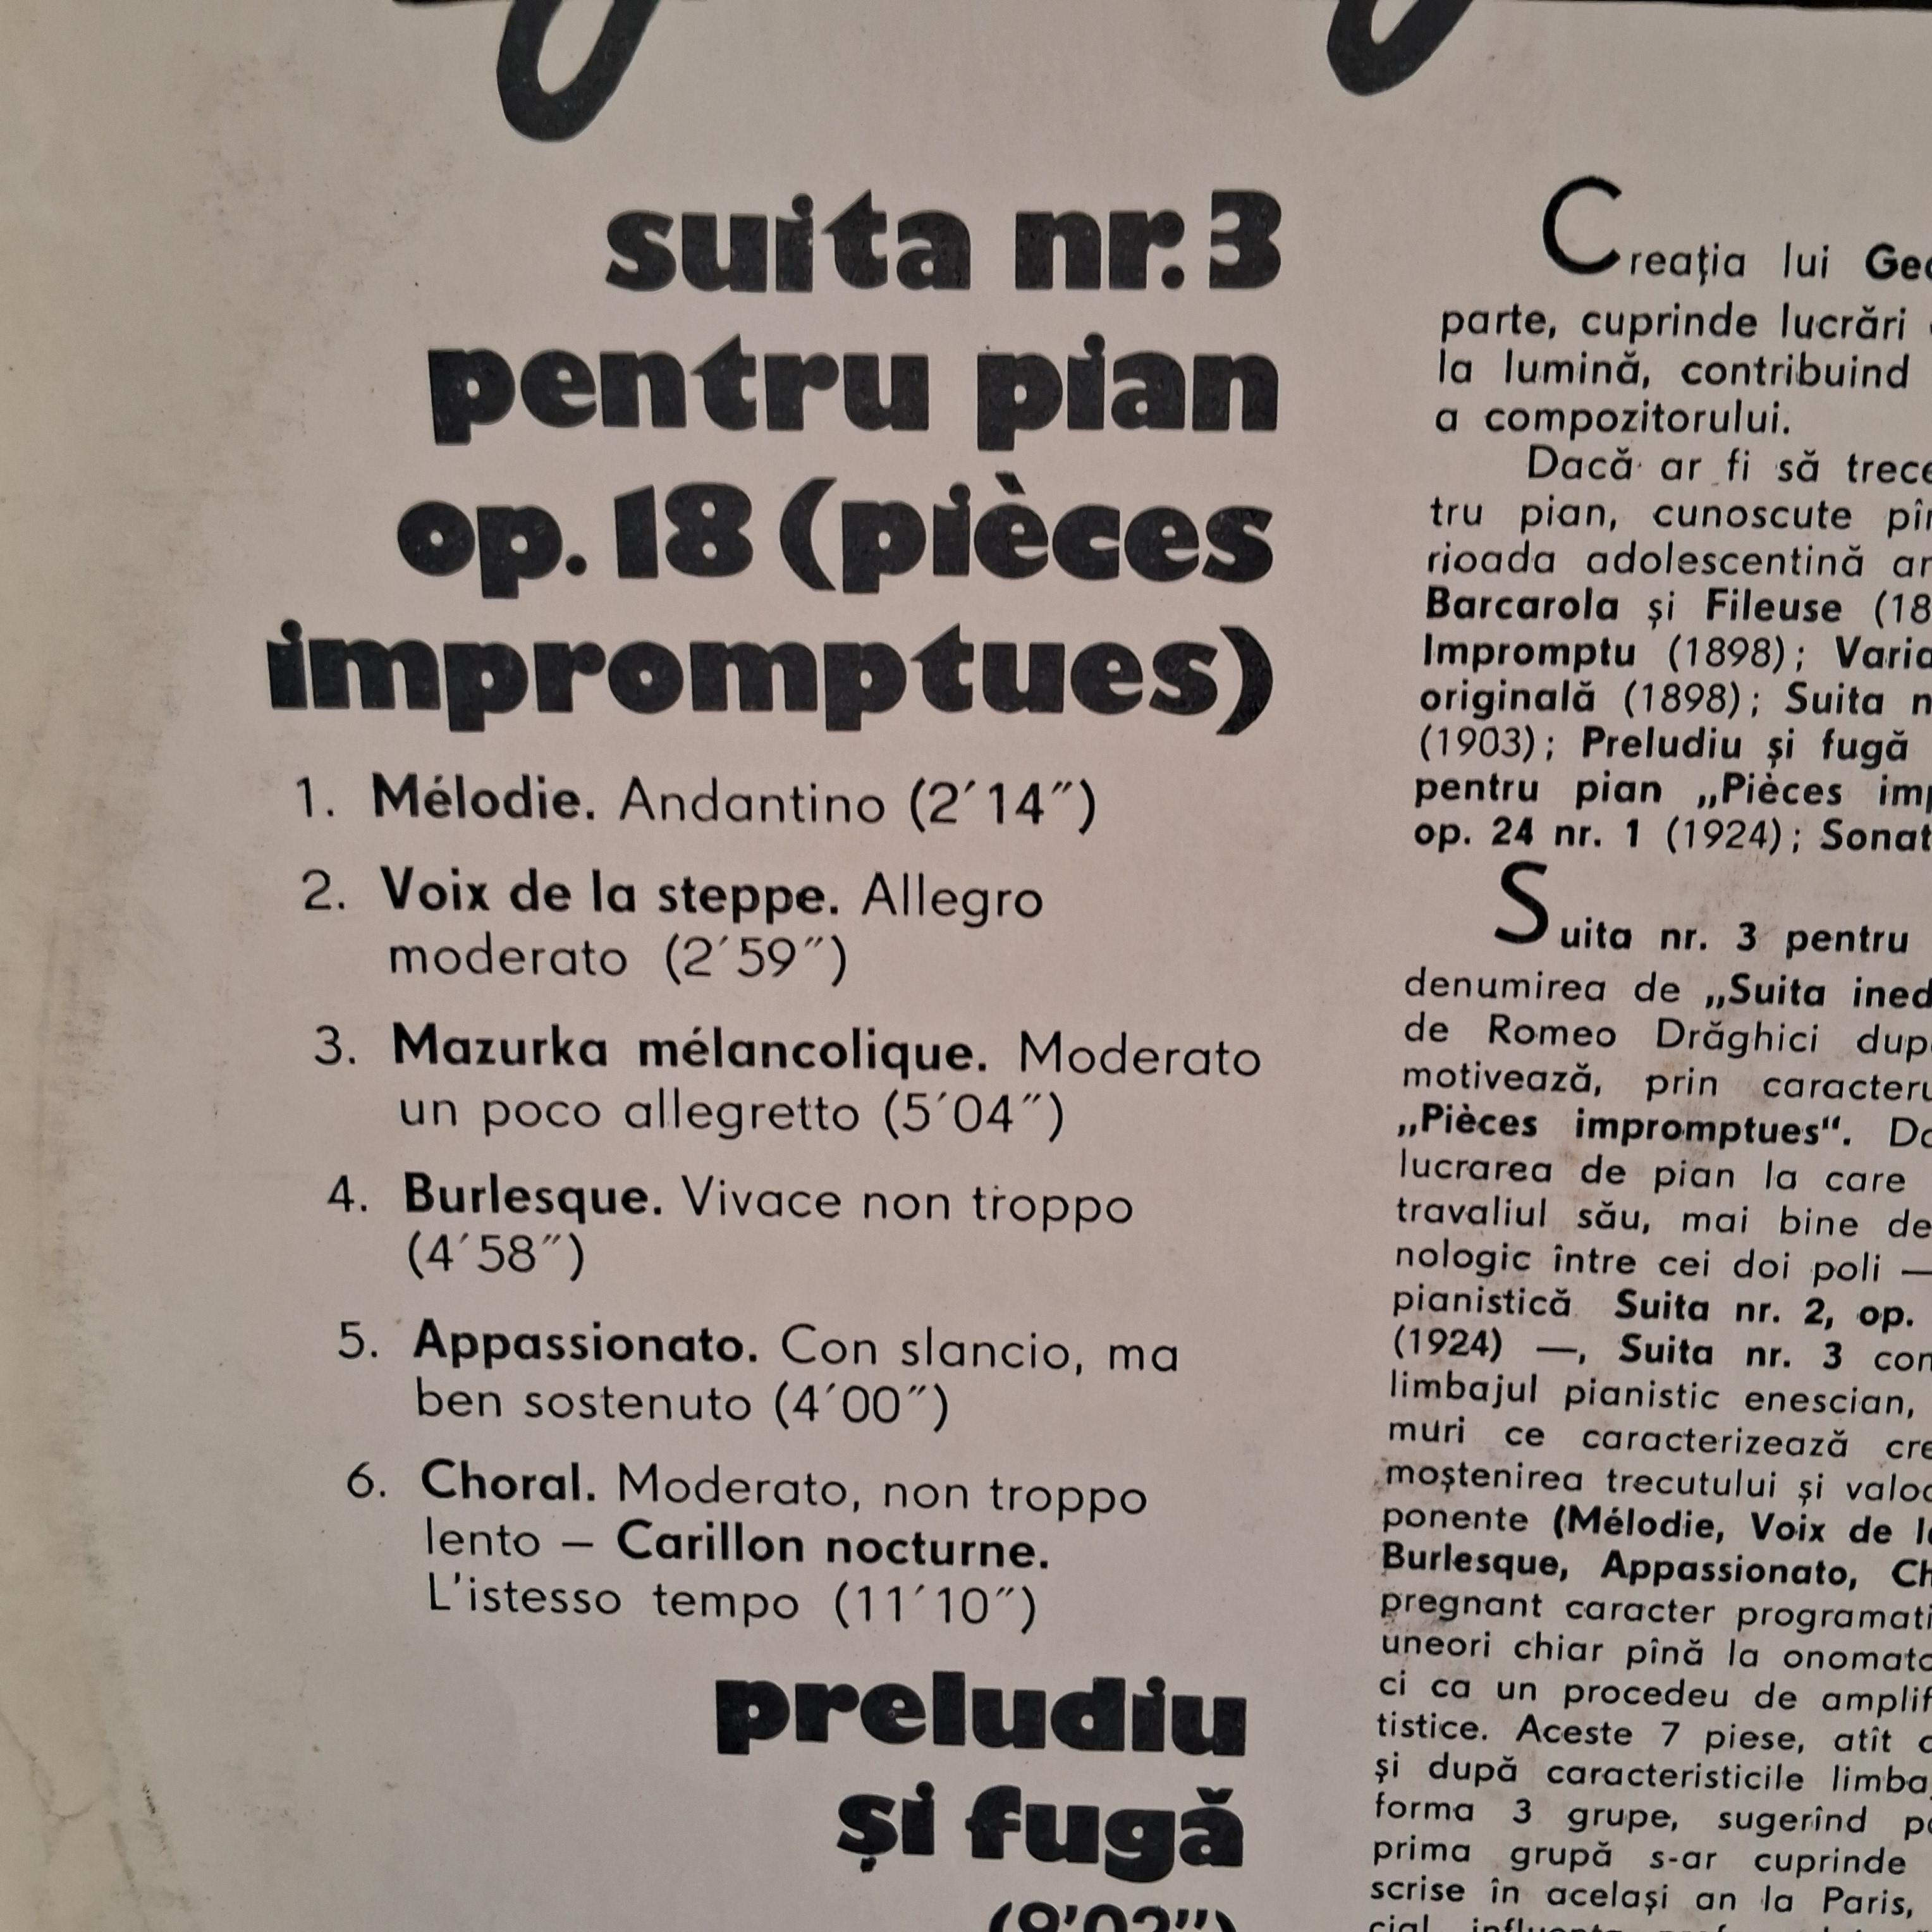 suita nr. 3
pentru pian
op. 18 (pièces
impromptues)
1. Mélodie. Andantino (2′14″)
2. Voix de la steppe. Allegro
moderato (2′59″)
3. Mazurka mélancolique. Moderato
un poco allegretto (5′04″)
4. Burlesque. Vivace non troppo
(4′58″)
5. Appassionato. Con slancio, ma
ben sostenuto (4′00″)
6. Choral. Moderato, non troppo
lento – Carillon nocturne.
L'istesso tempo (11′10″)
preludiu
și fugă
Creația lui
parte, cuprinde lucrări
la lumină, contribuind
a compozitorului.
Dacă ar fi să
tru pian, cunoscute
rioada adolescentină
Barcarola și Fileuse (18
Impromptu (1898);
originală (1898); Suita
(1903); Preludiu și fugă
pentru pian „Pièces
op. 24 nr. 1 (1924);
Suita nr. 3 pentru
denumirea de „Suita
de Romeo Drăghici
motivează, prin
„Pièces impromptues“.
lucrarea de pian la care
travaliul său, mai bine
nologic între cei doi poli —
pianistică Suita nr. 2, op.
(1924) —, Suita nr. 3
limbajul pianistic enescian,
muri ce caracterizează
moștenirea trecutului și
ponente (Mélodie, Voix de
Burlesque, Appassionato,
pregnant caracter
uneori chiar pînă la
ci ca un procedeu de
tistice. Aceste 7 piese, atît
și după caracteristicile
forma 3 grupe, sugerînd
prima grupă s-ar cuprinde
scrise în același an la Paris,